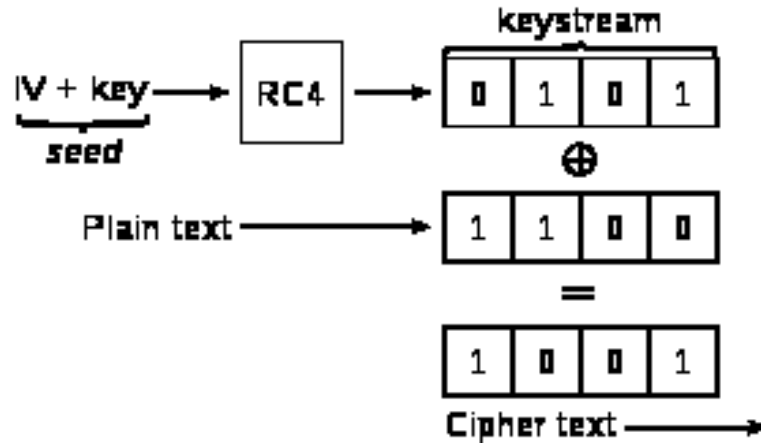 keystream
IV + key RC4 0 1 0 1
seed
⊕
Plain text 1 1 0 0
=
1 0 0 1
Cipher text